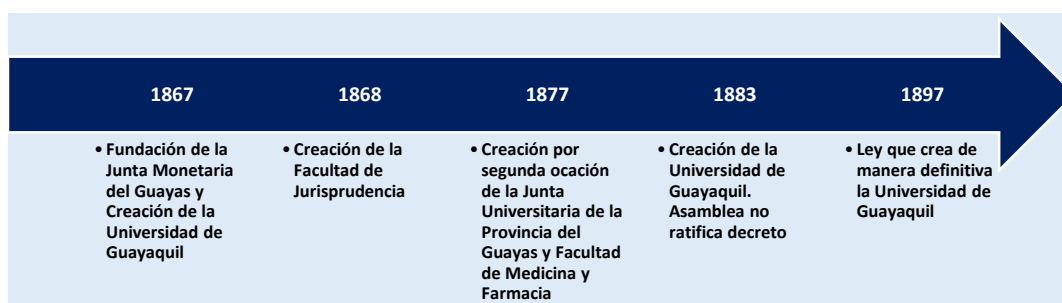 1867
1868
1877
1883
1897
• Fundación de la
Junta Monetaria
del Guayas y
Creación de la
Universidad de
Guayaquil
• Creación de la
Facultad de
Jurisprudencia
• Creación por
segunda ocación
de la Junta
Universitaria de la
Provincia del
Guayas y Facultad
de Medicina y
Farmacia
• Creación de la
Universidad de
Guayaquil.
Asamblea no
ratifica decreto
• Ley que crea de
manera definitiva
la Universidad de
Guayaquil